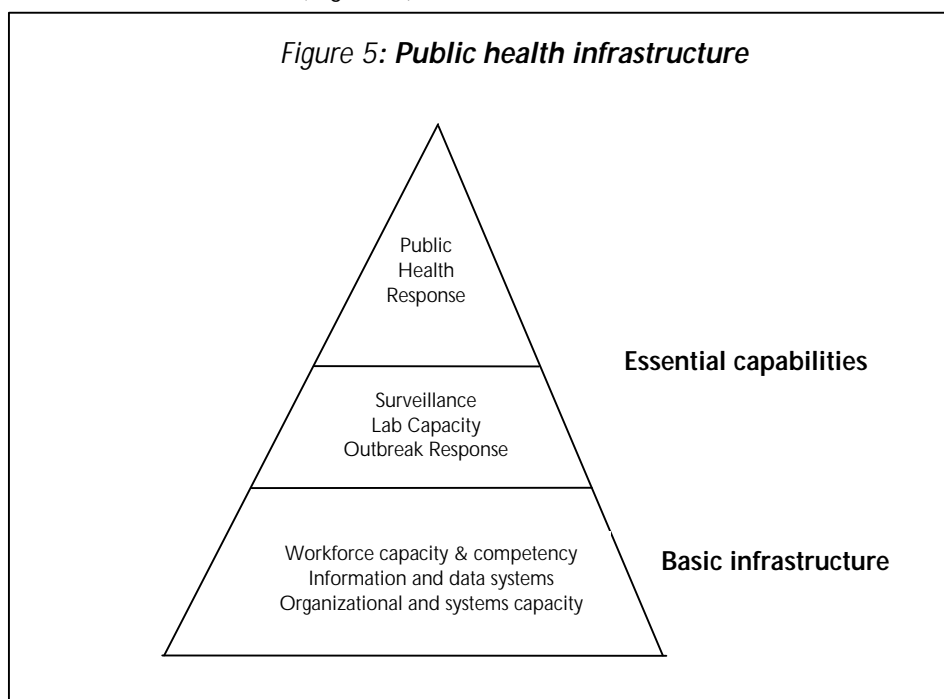 Figure 5: Public health infrastructure
Public
Health
Response
Essential capabilities
Surveillance
Lab Capacity
Outbreak Response
Workforce capacity & competency
Information and data systems
Organizational and systems capacity
Basic infrastructure